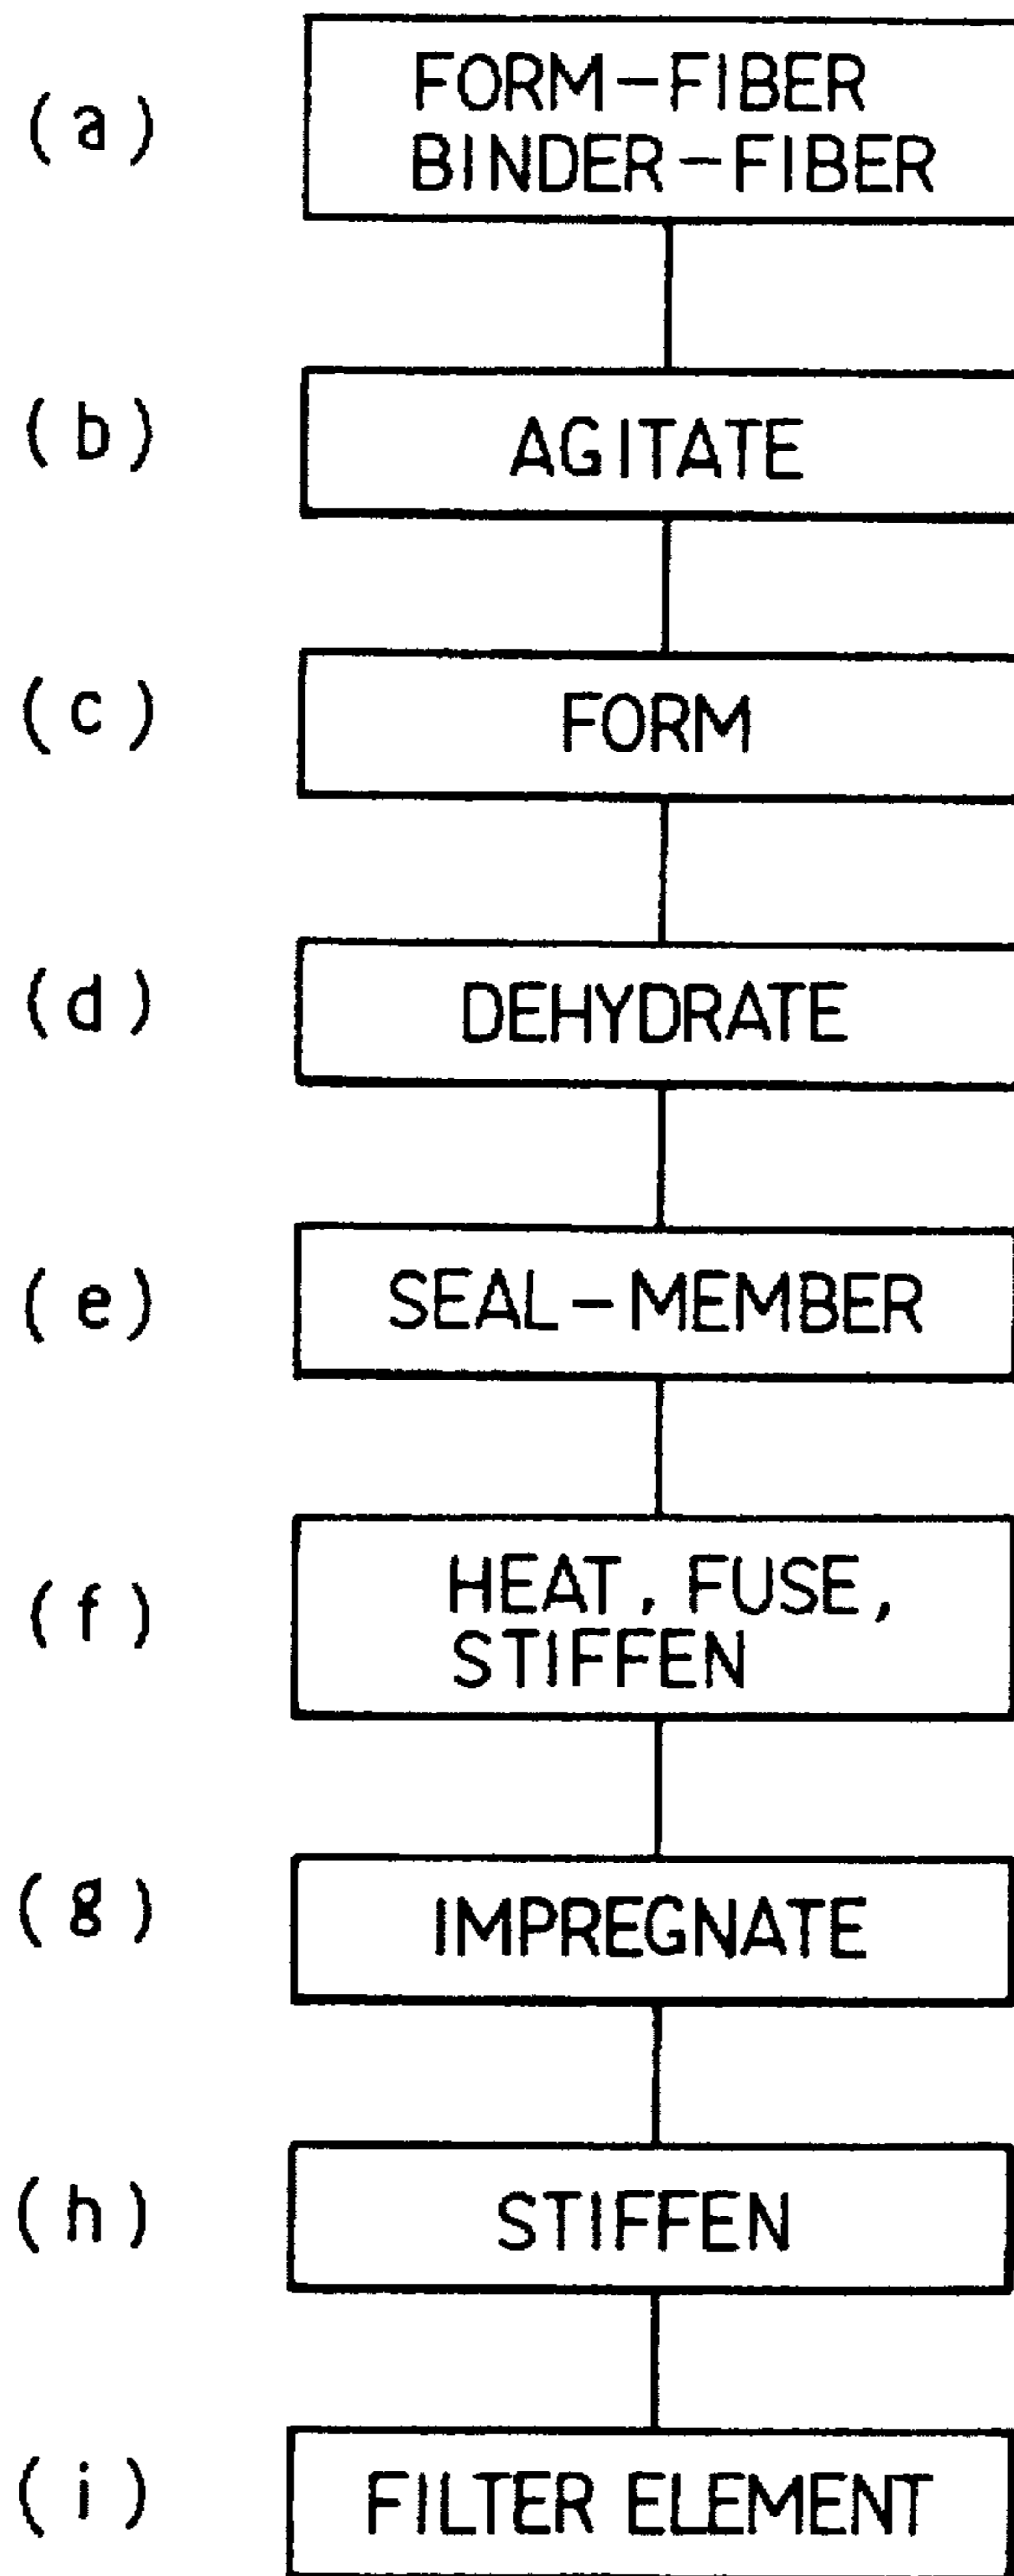 (a) FORM-FIBER
BINDER-FIBER
(b) AGITATE
(c) FORM
(d) DEHYDRATE
(e) SEAL-MEMBER
(f) HEAT, FUSE,
STIFFEN
(g) IMPREGNATE
(h) STIFFEN
(i) FILTER ELEMENT